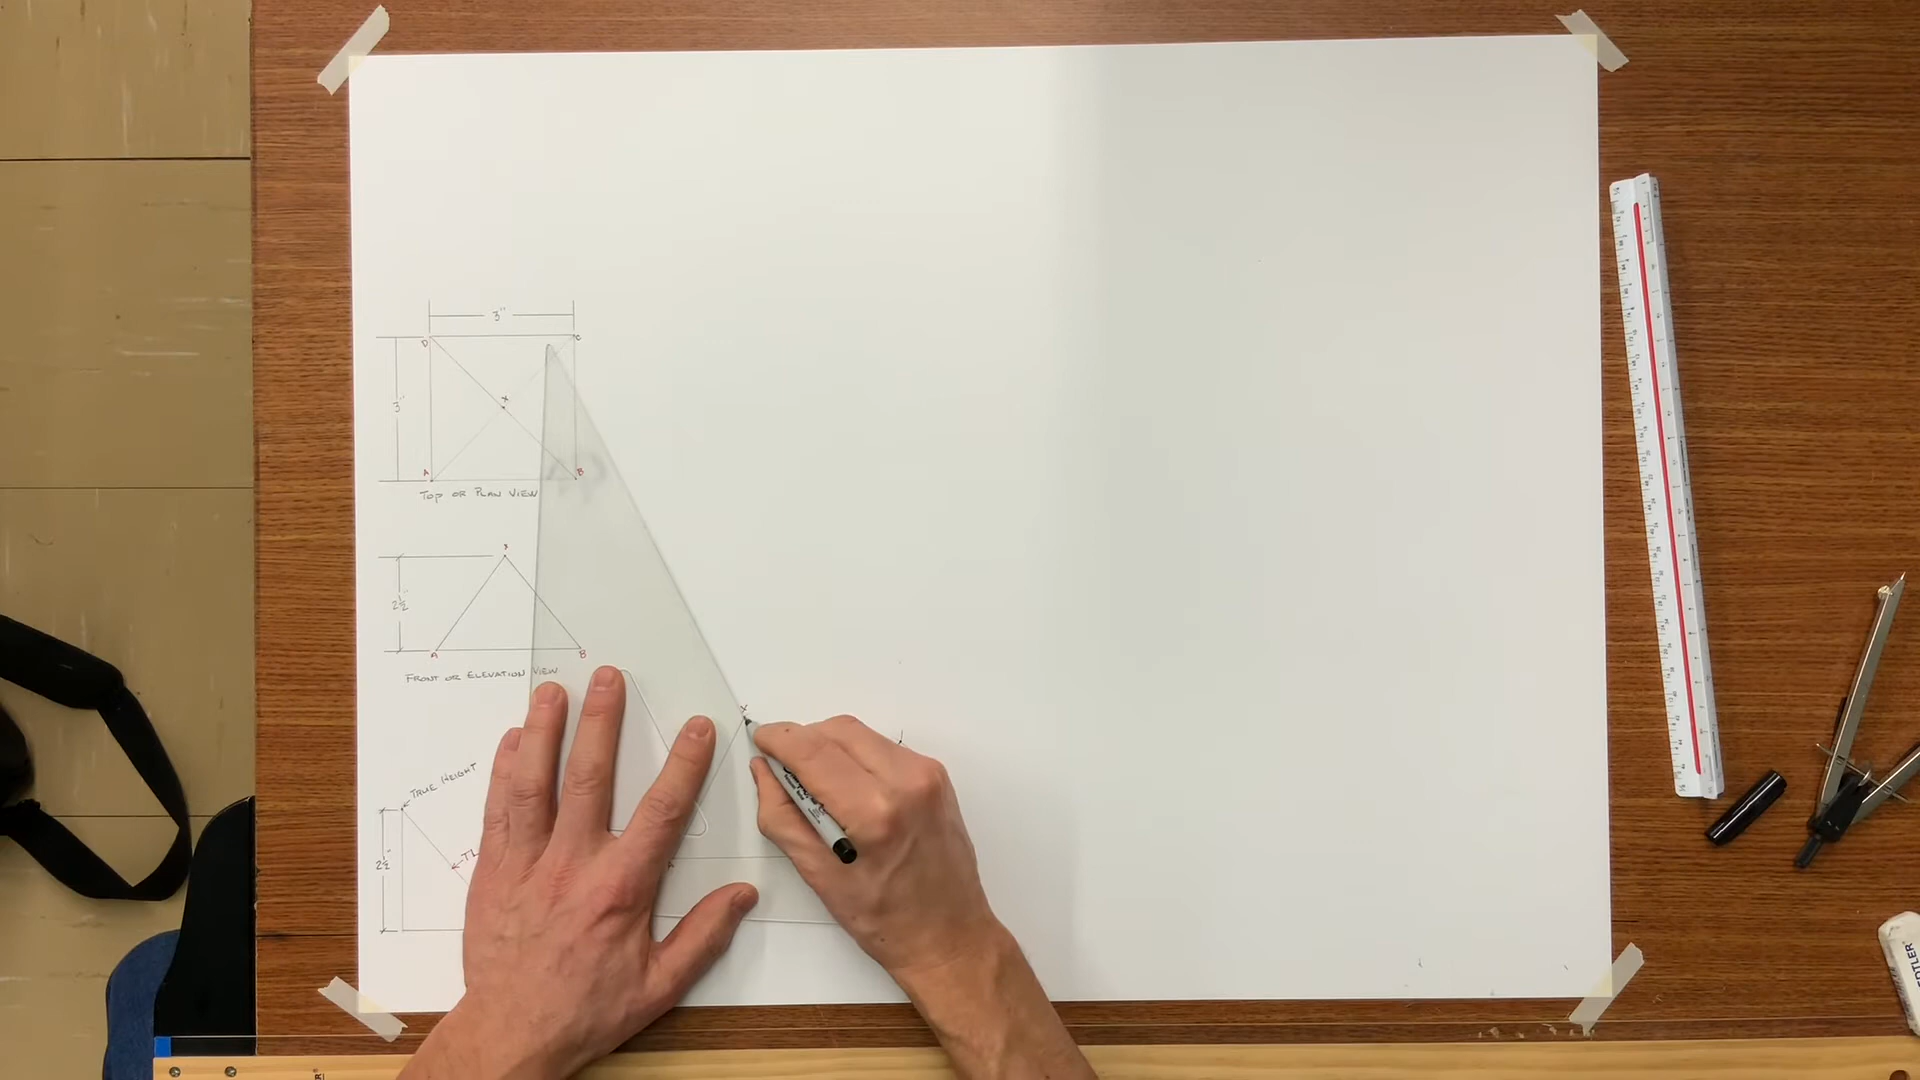 3"
D
C
3"
X
A
B
TOP OR PLAN VIEW
X
2½"
A
B
FRONT OR ELEVATION VIEW
X
TRUE HEIGHT
2½"
TL
A